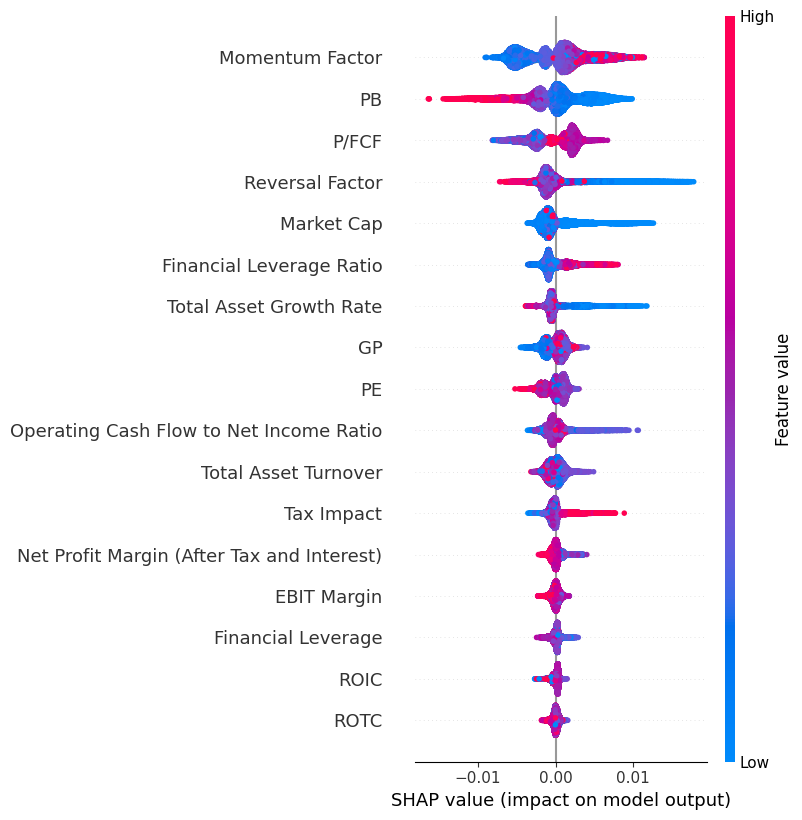 High
Momentum Factor
PB
P/FCF
Reversal Factor
Market Cap
Financial Leverage Ratio
Total Asset Growth Rate
GP
PE
Operating Cash Flow to Net Income Ratio
Total Asset Turnover
Tax Impact
Net Profit Margin (After Tax and Interest)
EBIT Margin
Financial Leverage
ROIC
ROTC
Feature value
Low
−0.01 0.00 0.01
SHAP value (impact on model output)